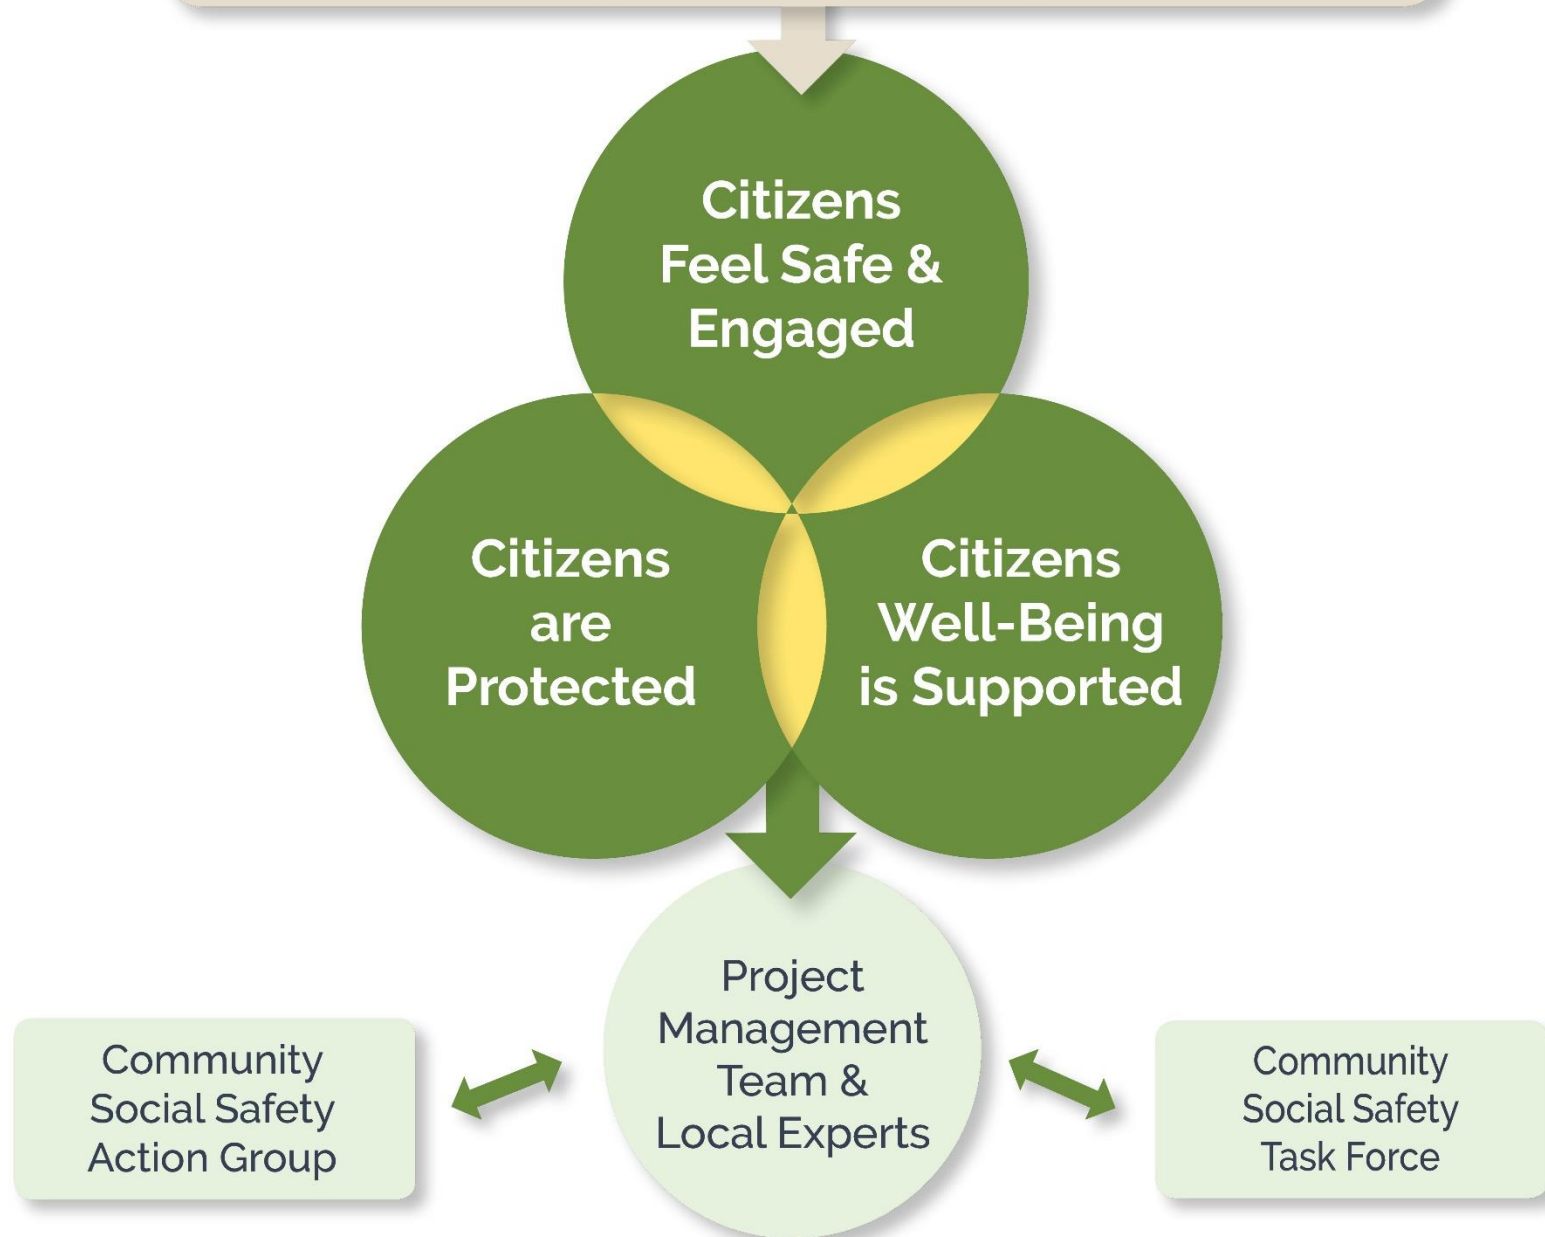 Citizens
Feel Safe &
Engaged
Citizens
are
Protected
Citizens
Well-Being
is Supported
Project
Management
Team &
Local Experts
Community
Social Safety
Action Group
Community
Social Safety
Task Force